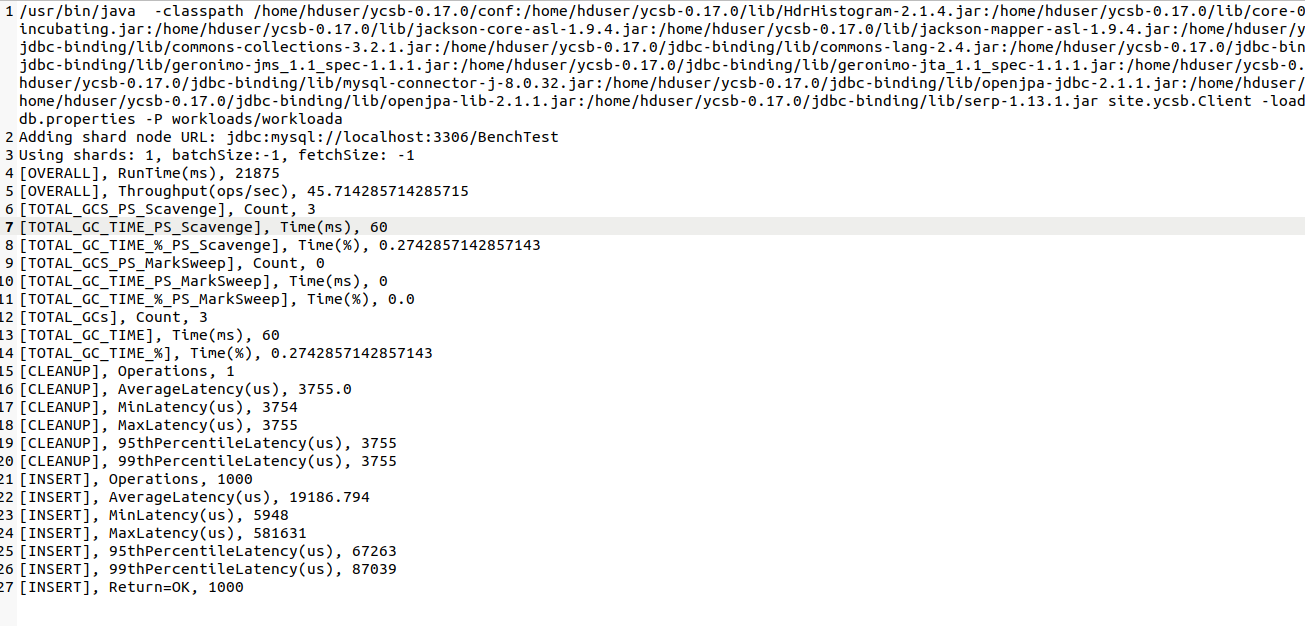 1 /usr/bin/java  -classpath /home/hduser/ycsb-0.17.0/conf:/home/hduser/ycsb-0.17.0/lib/HdrHistogram-2.1.4.jar:/home/hduser/ycsb-0.17.0/lib/core-0
incubating.jar:/home/hduser/ycsb-0.17.0/lib/jackson-core-asl-1.9.4.jar:/home/hduser/ycsb-0.17.0/lib/jackson-mapper-asl-1.9.4.jar:/home/hduser/y
jdbc-binding/lib/commons-collections-3.2.1.jar:/home/hduser/ycsb-0.17.0/jdbc-binding/lib/commons-lang-2.4.jar:/home/hduser/ycsb-0.17.0/jdbc-bin
jdbc-binding/lib/geronimo-jms_1.1_spec-1.1.1.jar:/home/hduser/ycsb-0.17.0/jdbc-binding/lib/geronimo-jta_1.1_spec-1.1.1.jar:/home/hduser/ycsb-0.
hduser/ycsb-0.17.0/jdbc-binding/lib/mysql-connector-j-8.0.32.jar:/home/hduser/ycsb-0.17.0/jdbc-binding/lib/openjpa-jdbc-2.1.1.jar:/home/hduser/
home/hduser/ycsb-0.17.0/jdbc-binding/lib/openjpa-lib-2.1.1.jar:/home/hduser/ycsb-0.17.0/jdbc-binding/lib/serp-1.13.1.jar site.ycsb.Client -load
db.properties -P workloads/workloada
2 Adding shard node URL: jdbc:mysql://localhost:3306/BenchTest
3 Using shards: 1, batchSize:-1, fetchSize: -1
4 [OVERALL], RunTime(ms), 21875
5 [OVERALL], Throughput(ops/sec), 45.714285714285715
6 [TOTAL_GCS_PS_Scavenge], Count, 3
7 [TOTAL_GC_TIME_PS_Scavenge], Time(ms), 60
8 [TOTAL_GC_TIME_%_PS_Scavenge], Time(%), 0.2742857142857143
9 [TOTAL_GCS_PS_MarkSweep], Count, 0
10 [TOTAL_GC_TIME_PS_MarkSweep], Time(ms), 0
11 [TOTAL_GC_TIME_%_PS_MarkSweep], Time(%), 0.0
12 [TOTAL_GCs], Count, 3
13 [TOTAL_GC_TIME], Time(ms), 60
14 [TOTAL_GC_TIME_%], Time(%), 0.2742857142857143
15 [CLEANUP], Operations, 1
16 [CLEANUP], AverageLatency(us), 3755.0
17 [CLEANUP], MinLatency(us), 3754
18 [CLEANUP], MaxLatency(us), 3755
19 [CLEANUP], 95thPercentileLatency(us), 3755
20 [CLEANUP], 99thPercentileLatency(us), 3755
21 [INSERT], Operations, 1000
22 [INSERT], AverageLatency(us), 19186.794
23 [INSERT], MinLatency(us), 5948
24 [INSERT], MaxLatency(us), 581631
25 [INSERT], 95thPercentileLatency(us), 67263
26 [INSERT], 99thPercentileLatency(us), 87039
27 [INSERT], Return=OK, 1000